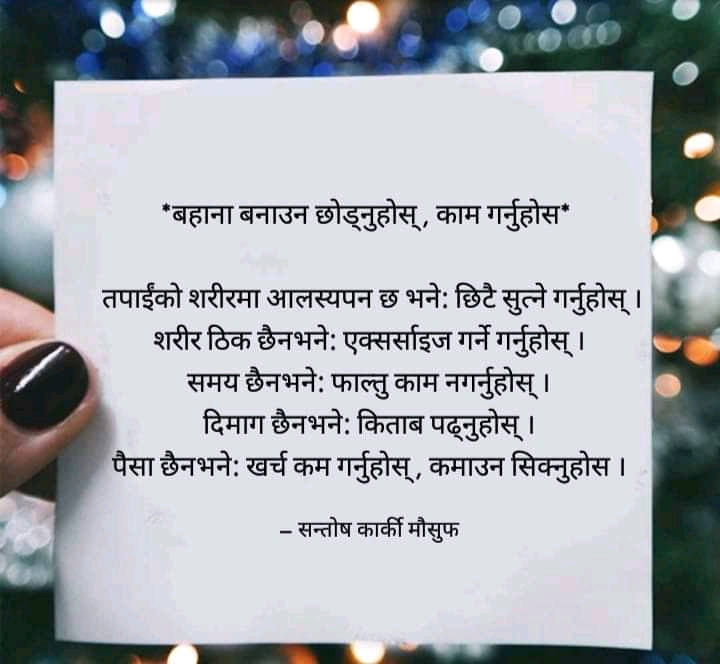 *बहाना बनाउन छोड्नुहोस् , काम गर्नुहोस*
तपाईंको शरीरमा आलस्यपन छ भने: छिटै सुत्ने गर्नुहोस् ।
शरीर ठिक छैनभने: एक्सर्साइज गर्ने गर्नुहोस् ।
समय छैनभने: फाल्तु काम नगर्नुहोस् ।
दिमाग छैनभने: किताब पढ्नुहोस् ।
पैसा छैनभने: खर्च कम गर्नुहोस् , कमाउन सिक्नुहोस ।
– सन्तोष कार्की मौसुफ